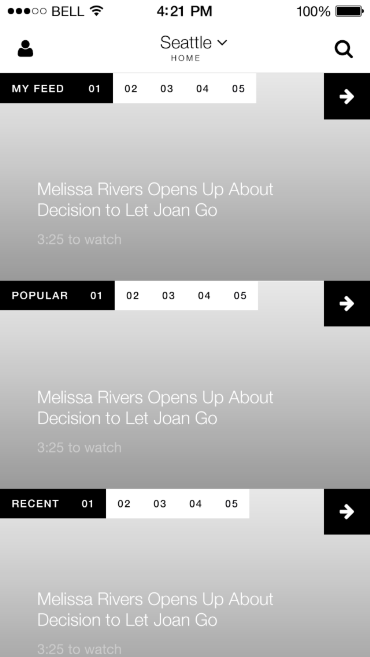 BELL 4:21 PM 100%
Seattle
HOME
MY FEED 01 02 03 04 05
Melissa Rivers Opens Up About
Decision to Let Joan Go
3:25 to watch
POPULAR 01 02 03 04 05
Melissa Rivers Opens Up About
Decision to Let Joan Go
3:25 to watch
RECENT 01 02 03 04 05
Melissa Rivers Opens Up About
Decision to Let Joan Go
3:25 to watch